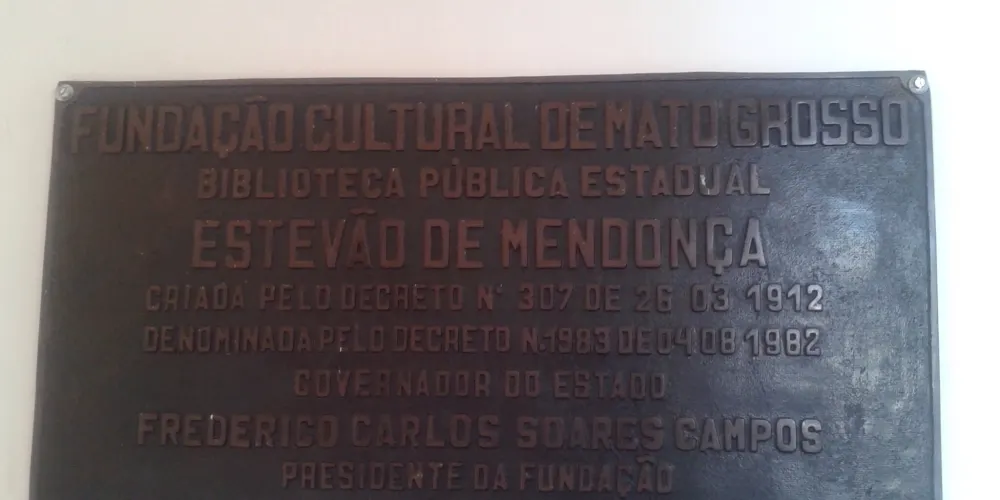 FUNDAÇÃO CULTURAL DE MATO GROSSO
BIBLIOTECA PÚBLICA ESTADUAL
ESTEVÃO DE MENDONÇA
CRIADA PELO DECRETO Nº 307 DE 26 03 1912
DENOMINADA PELO DECRETO N.1983 DE 04 08 1982
GOVERNADOR DO ESTADO
FREDERICO CARLOS SOARES CAMPOS
PRESIDENTE DA FUNDAÇÃO